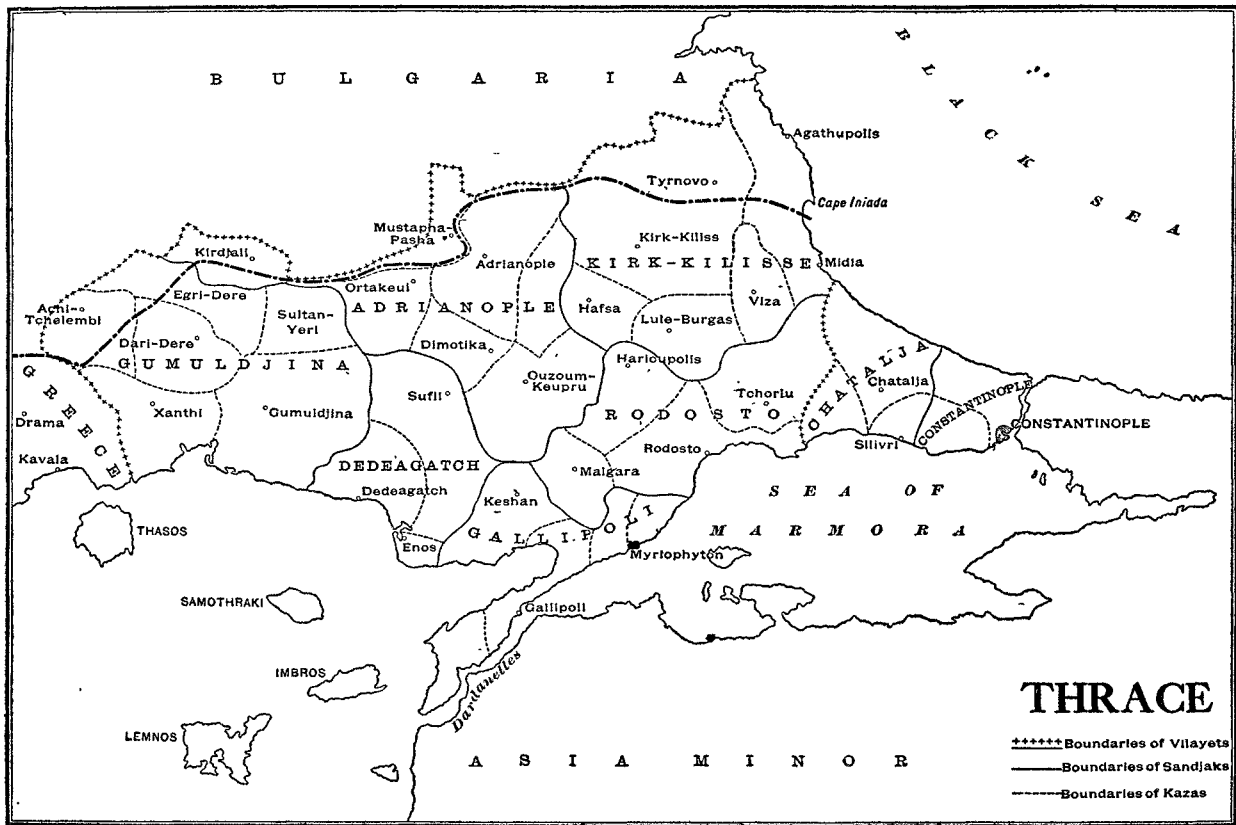 BULGARIA
BLACK SEA
Agathupolis
Tyrnovo
Cape Iniada
Mustapha-
Pasha
Kirdjali
Kirk-Kiliss
Adrianople
KIRK-KILISSE
Midia
Ortakeui
Egri-Dere
Achi-
Tchelembi
Sultan-
Yeri
ADRIANOPLE
Hafsa
Viza
Lule-Burgas
Dari-Dere
Dimotika
GUMULDJINA
Harioupolis
CHATALJA
GREECE
Ouzoum-
Keupru
Chatalja
Sufli
Tchorlu
CONSTANTINOPLE
Xanthi
Gumuldjina
RODOSTO
Drama
CONSTANTINOPLE
Silivri
Rodosto
Kavala
DEDEAGATCH
Malgara
Dedeagatch
Keshan
SEA OF
MARMORA
THASOS
GALLIPOLI
Enos
Myriophyton
SAMOTHRAKI
Gallipoli
IMBROS
Dardanelles
LEMNOS
ASIA MINOR
THRACE
Boundaries of Vilayets
Boundaries of Sandjaks
Boundaries of Kazas